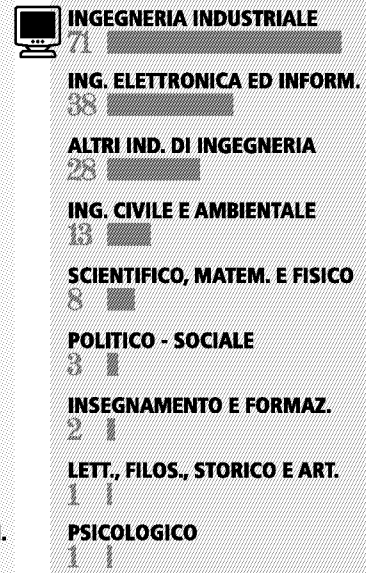 INGEGNERIA INDUSTRIALE
71
ING. ELETTRONICA ED INFORM.
38
ALTRI IND. DI INGEGNERIA
28
ING. CIVILE E AMBIENTALE
13
SCIENTIFICO, MATEM. E FISICO
8
POLITICO - SOCIALE
3
INSEGNAMENTO E FORMAZ.
2
LETT., FILOS., STORICO E ART.
1
PSICOLOGICO
1